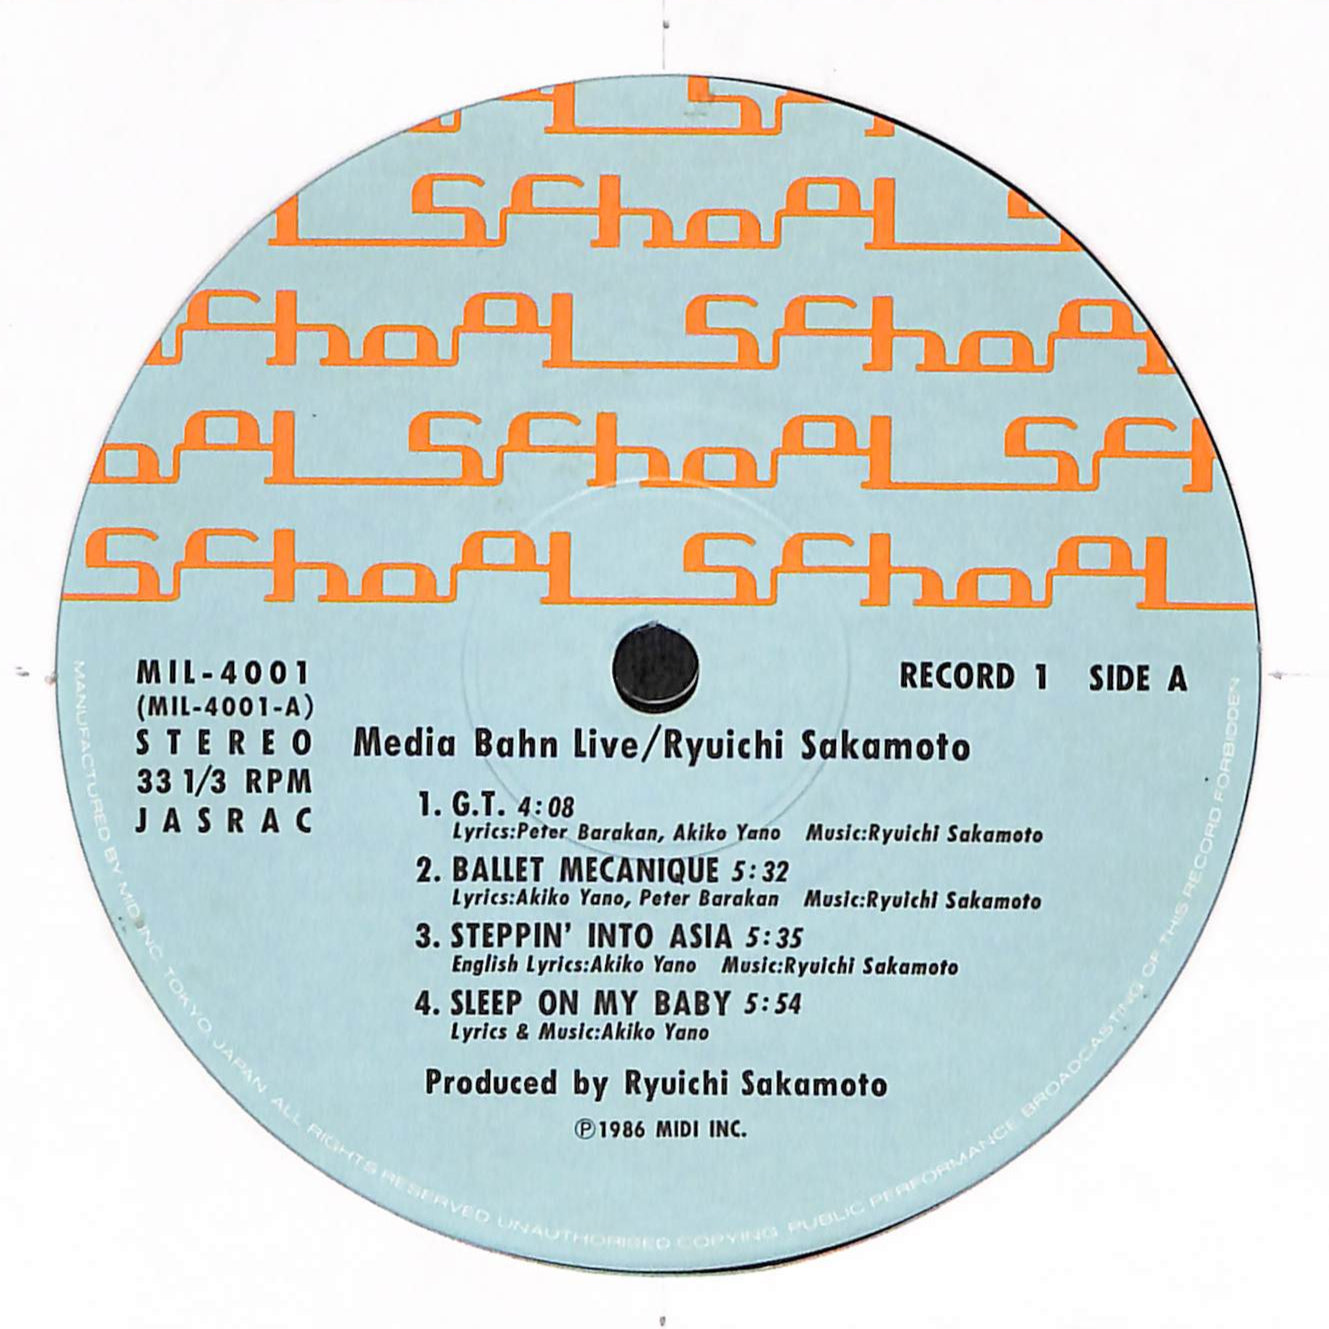 School
School School
School School
School School School
School School
MIL-4001
(MIL-4001-A)
STEREO
33 1/3 RPM
JASRAC
RECORD 1 SIDE A
Media Bahn Live/Ryuichi Sakamoto
1. G.T. 4:08
Lyrics:Peter Barakan, Akiko Yano Music:Ryuichi Sakamoto
2. BALLET MECANIQUE 5:32
Lyrics:Akiko Yano, Peter Barakan Music:Ryuichi Sakamoto
3. STEPPIN' INTO ASIA 5:35
English Lyrics:Akiko Yano Music:Ryuichi Sakamoto
4. SLEEP ON MY BABY 5:54
Lyrics & Music:Akiko Yano
Produced by Ryuichi Sakamoto
Ⓟ1986 MIDI INC.
MANUFACTURED BY MIDI INC. TOKYO, JAPAN. ALL RIGHTS RESERVED UNAUTHORISED COPYING PUBLIC PERFORMANCE BROADCASTING OF THIS RECORD FORBIDDEN